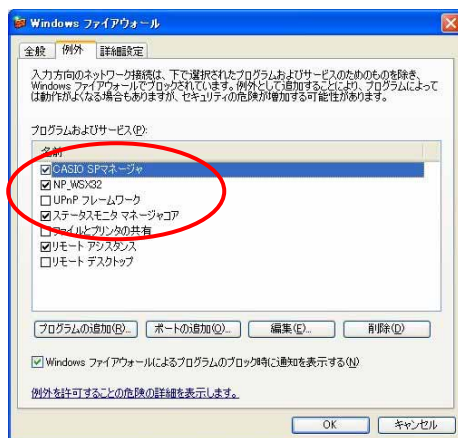 Windows ファイアウォール
全般 例外 詳細設定
入力方向のネットワーク接続は、下で選択されたプログラムおよびサービスのためのものを除き、
Windows ファイアウォールでブロックされています。例外として追加することにより、プログラムによって
は動作がよくなる場合もありますが、セキュリティの危険が増加する可能性があります。
プログラムおよびサービス(P):
名前
CASIO SPマネージャ
NP_WSX32
UPnP フレームワーク
ステータスモニタ マネージャコア
ファイルとプリンタの共有
リモート アシスタンス
リモート デスクトップ
プログラムの追加(R)... ポートの追加(O)... 編集(E)... 削除(D)
Windows ファイアウォールによるプログラムのブロック時に通知を表示する(N)
例外を許可することの危険の詳細を表示します。
OK キャンセル